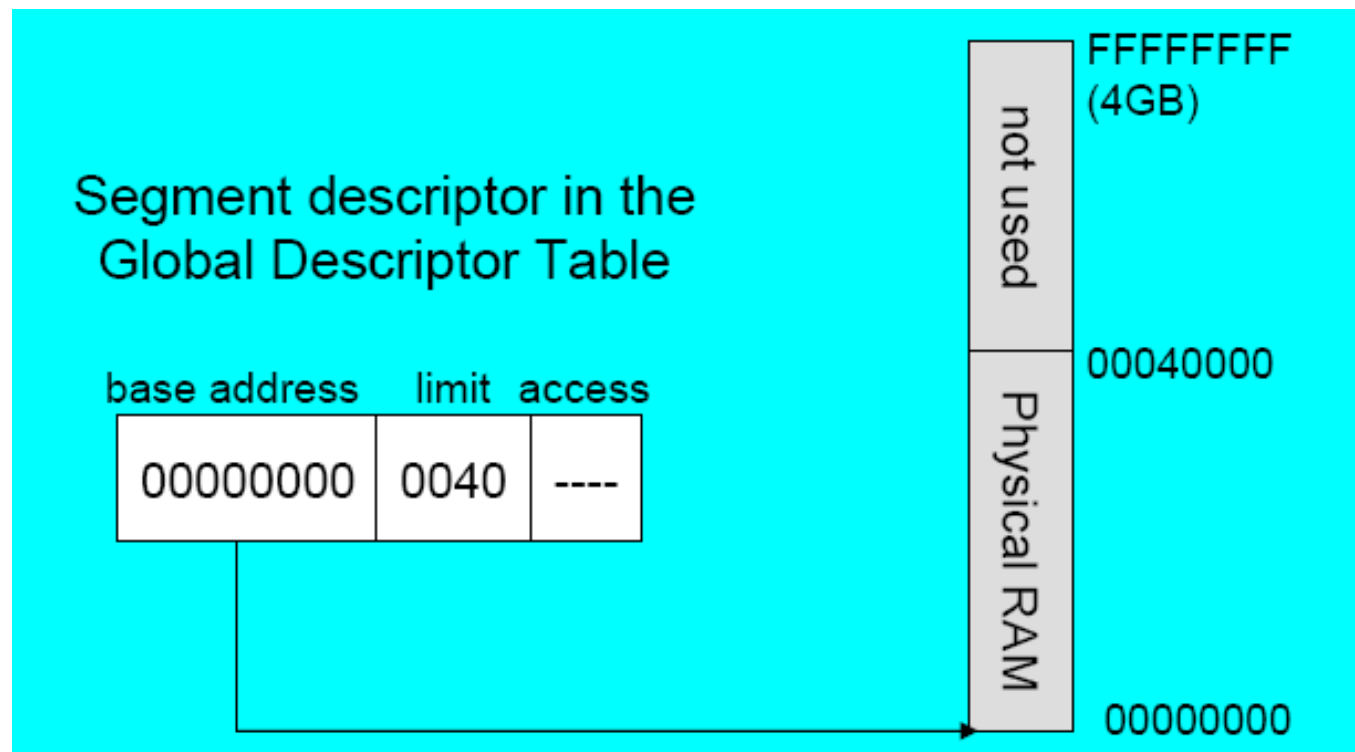 Segment descriptor in the
Global Descriptor Table
base address limit access
00000000 0040 ----
FFFFFFFF
(4GB)
not used
00040000
Physical RAM
00000000